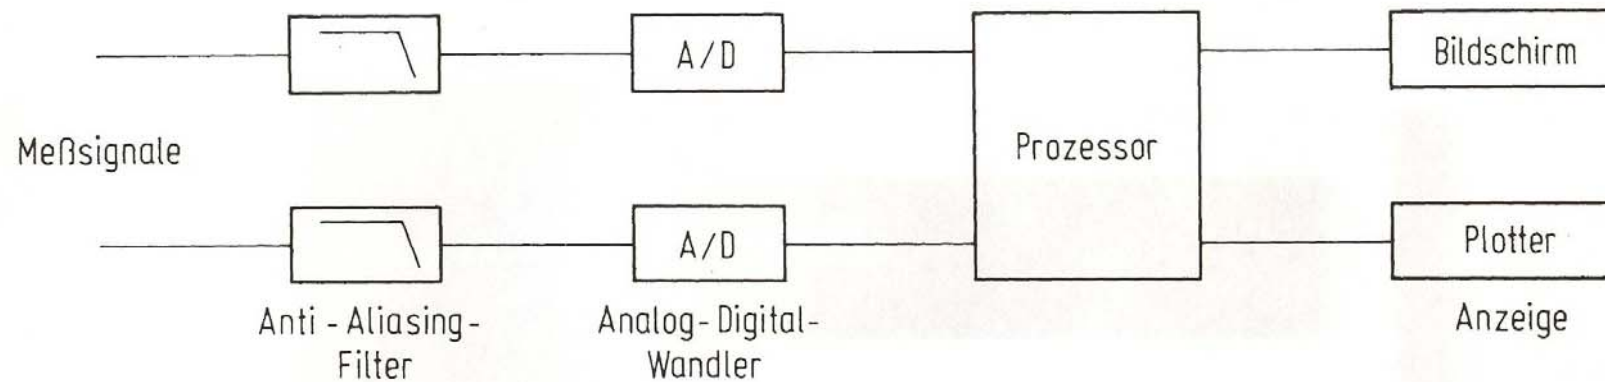 A/D
Bildschirm
Meßsignale
Prozessor
A/D
Plotter
Anti - Aliasing-
Filter
Analog-Digital-
Wandler
Anzeige